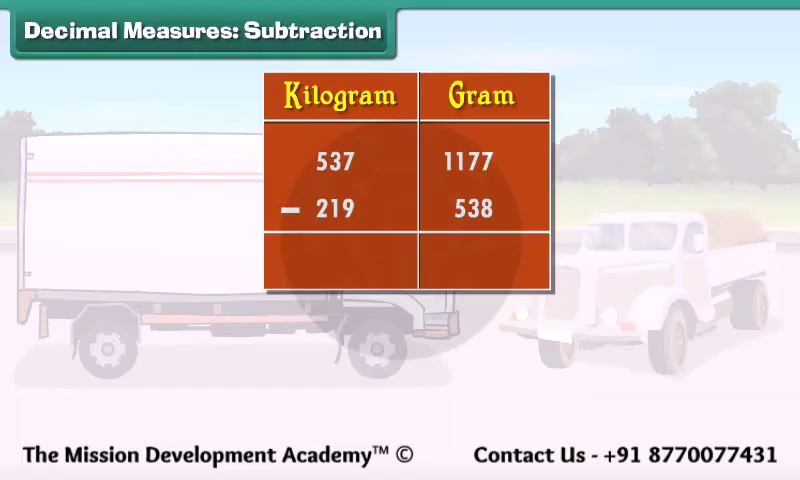 Decimal Measures: Subtraction
Kilogram Gram
537 1177
- 219 538
The Mission Development Academy™ © Contact Us - +91 8770077431